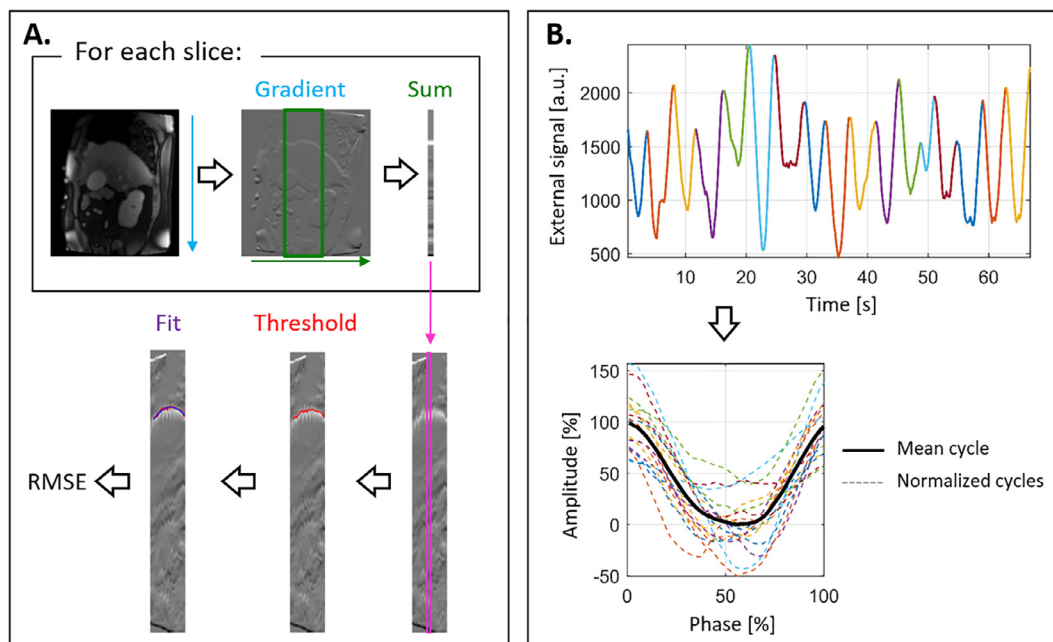 A.
For each slice:
Gradient
Sum
Fit
Threshold
RMSE
B.
External signal [a.u.]
2000
1500
1000
500
10 20 30 40 50 60
Time [s]
Amplitude [%]
150
100
50
0
-50
0 50 100
Phase [%]
Mean cycle
Normalized cycles